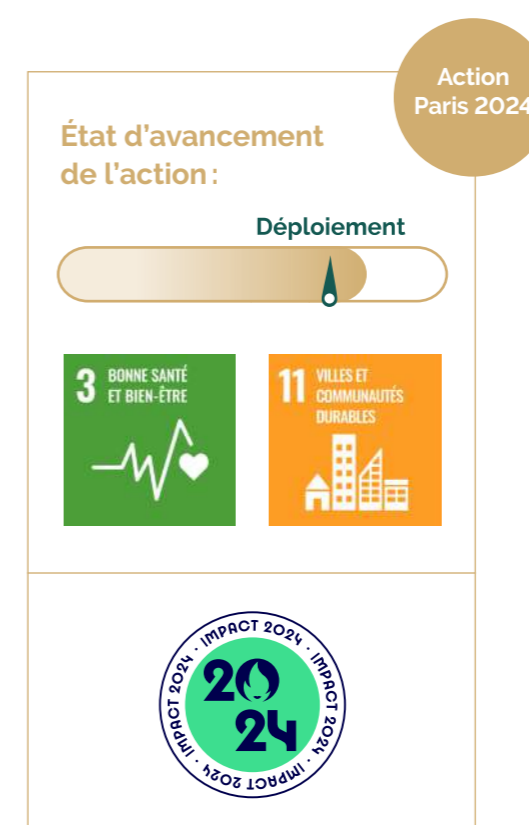 Action
Paris 2024
État d’avancement
de l’action :
Déploiement
3 BONNE SANTÉ
ET BIEN-ÊTRE
11 VILLES ET
COMMUNAUTÉS
DURABLES
IMPACT 2024 · IMPACT 2024 · IMPACT 2024 · IMPACT 2024 ·
20
24